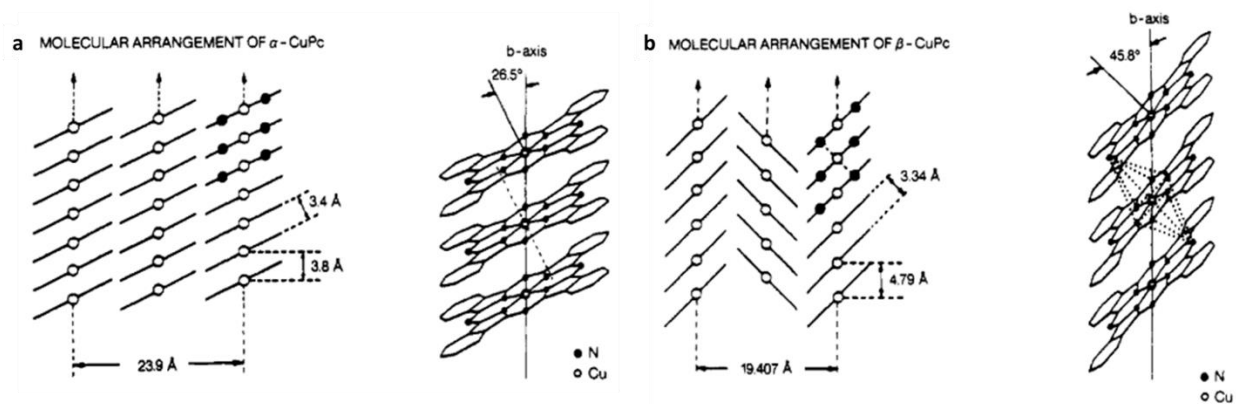 a MOLECULAR ARRANGEMENT OF α-CuPc
b-axis
26.5°
3.4 Å
3.8 Å
23.9 Å
● N
○ Cu
b MOLECULAR ARRANGEMENT OF β-CuPc
b-axis
45.8°
3.34 Å
4.79 Å
19.407 Å
● N
○ Cu